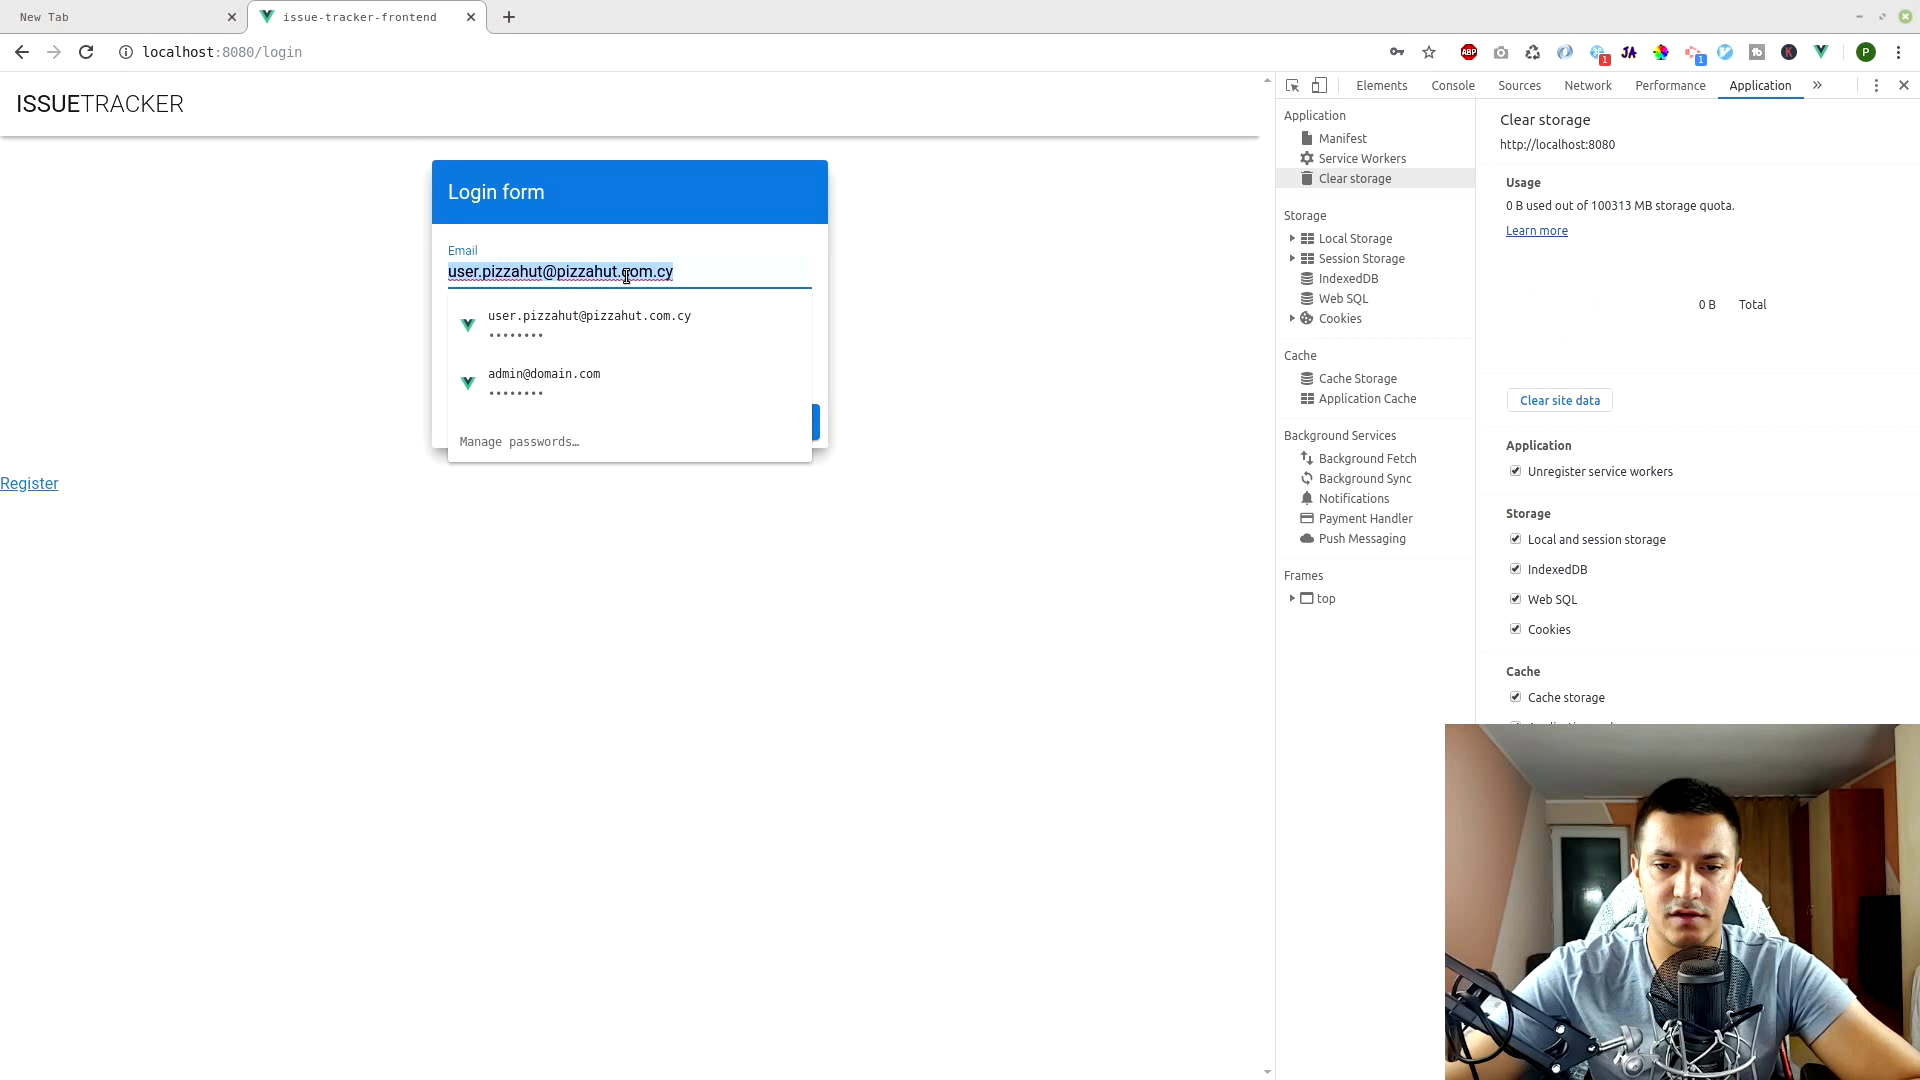 New Tab
issue-tracker-frontend
localhost:8080/login
ABP
1
JA
1
tb
K
P
ISSUETRACKER
Login form
Email
user.pizzahut@pizzahut.com.cy
user.pizzahut@pizzahut.com.cy
••••••••
admin@domain.com
••••••••
Manage passwords…
Register
Elements
Console
Sources
Network
Performance
Application
Application
Manifest
Service Workers
Clear storage
Storage
Local Storage
Session Storage
IndexedDB
Web SQL
Cookies
Cache
Cache Storage
Application Cache
Background Services
Background Fetch
Background Sync
Notifications
Payment Handler
Push Messaging
Frames
top
Clear storage
http://localhost:8080
Usage
0 B used out of 100313 MB storage quota.
Learn more
0 B Total
Clear site data
Application
Unregister service workers
Storage
Local and session storage
IndexedDB
Web SQL
Cookies
Cache
Cache storage